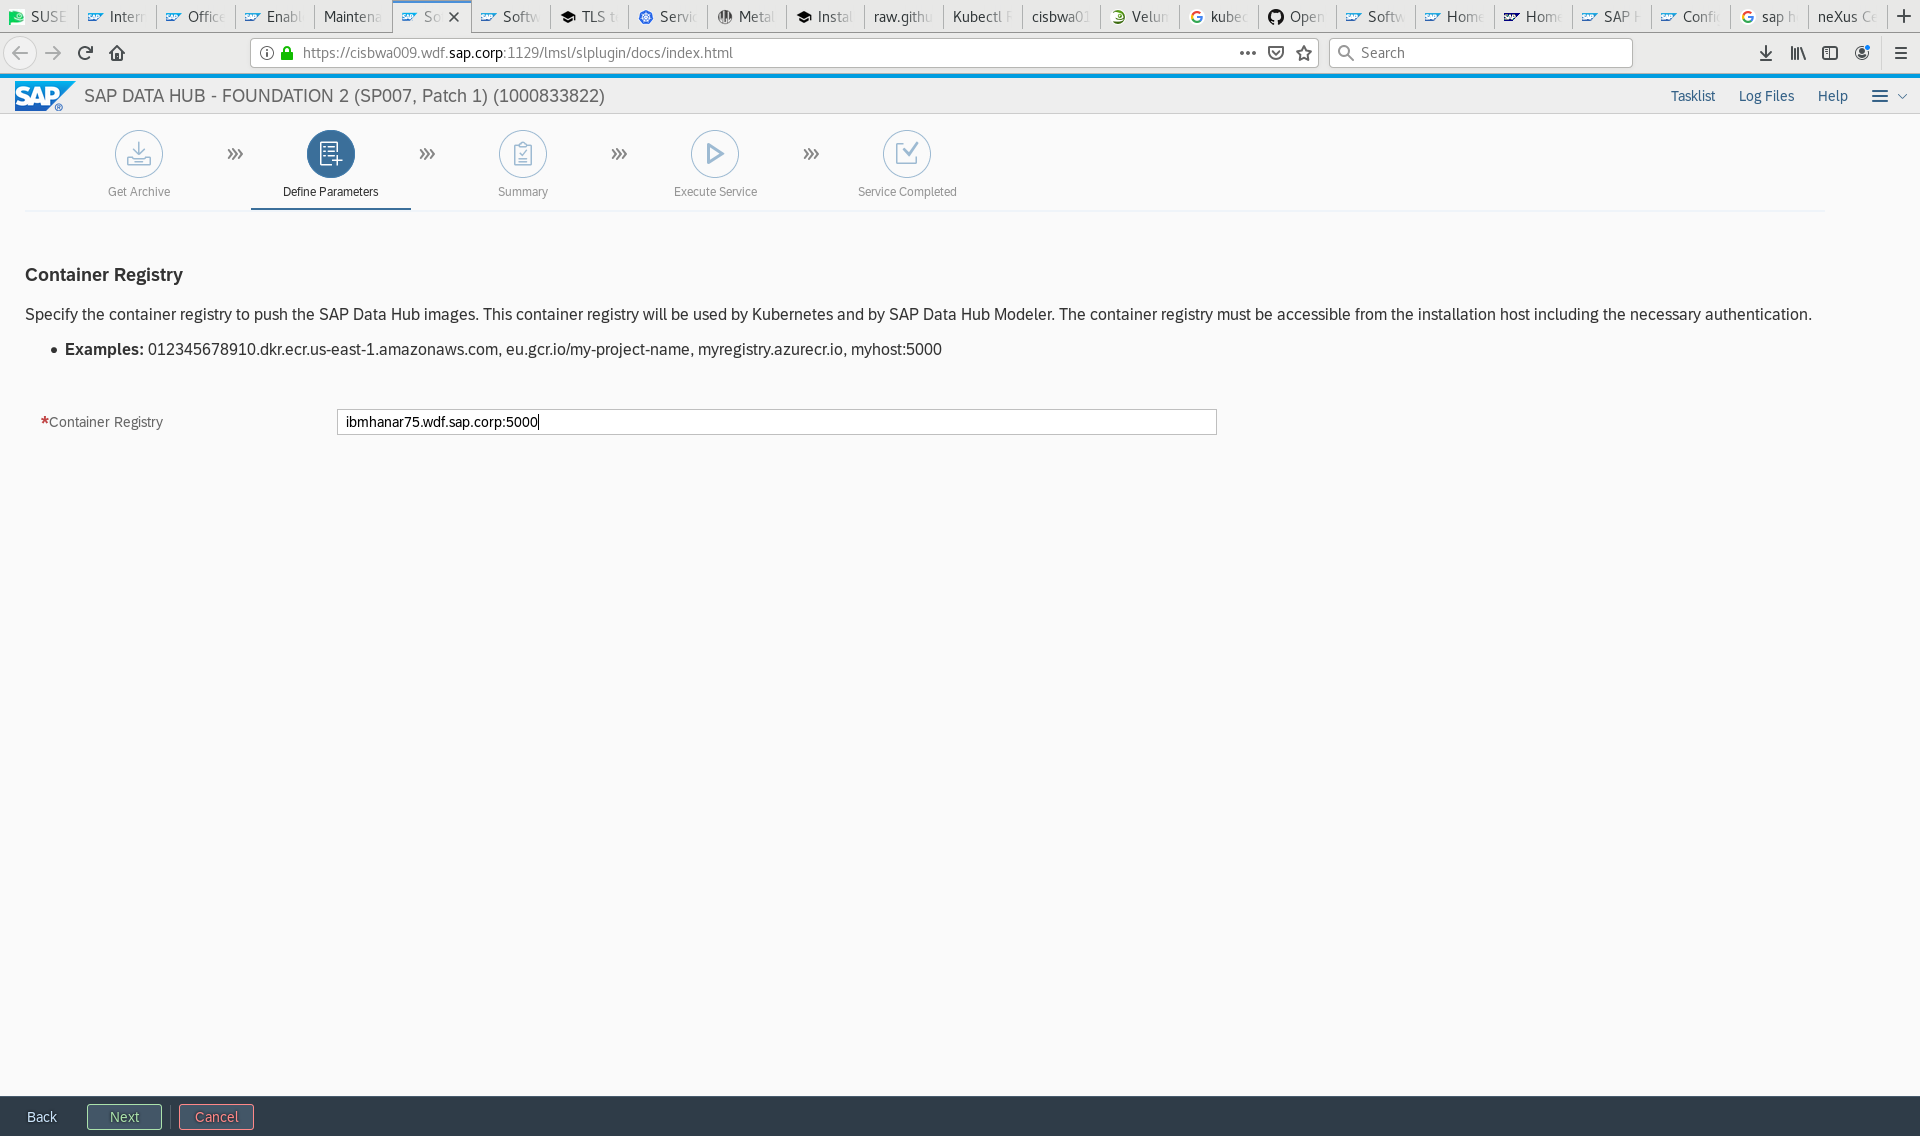 SUSE Intern Office Enabl Maintena So Softw TLS t Servic Metal Instal raw.githu Kubectl cisbwa01 Velun kubec Open Softw Home Home SAP Confi sap h neXus Ce
https://cisbwa009.wdf.sap.corp:1129/lmsl/slplugin/docs/index.html
Search
SAP SAP DATA HUB - FOUNDATION 2 (SP007, Patch 1) (1000833822)
Tasklist Log Files Help
Get Archive Define Parameters Summary Execute Service Service Completed
Container Registry
Specify the container registry to push the SAP Data Hub images. This container registry will be used by Kubernetes and by SAP Data Hub Modeler. The container registry must be accessible from the installation host including the necessary authentication.
• Examples: 012345678910.dkr.ecr.us-east-1.amazonaws.com, eu.gcr.io/my-project-name, myregistry.azurecr.io, myhost:5000
*Container Registry ibmhanar75.wdf.sap.corp:5000
Back Next Cancel